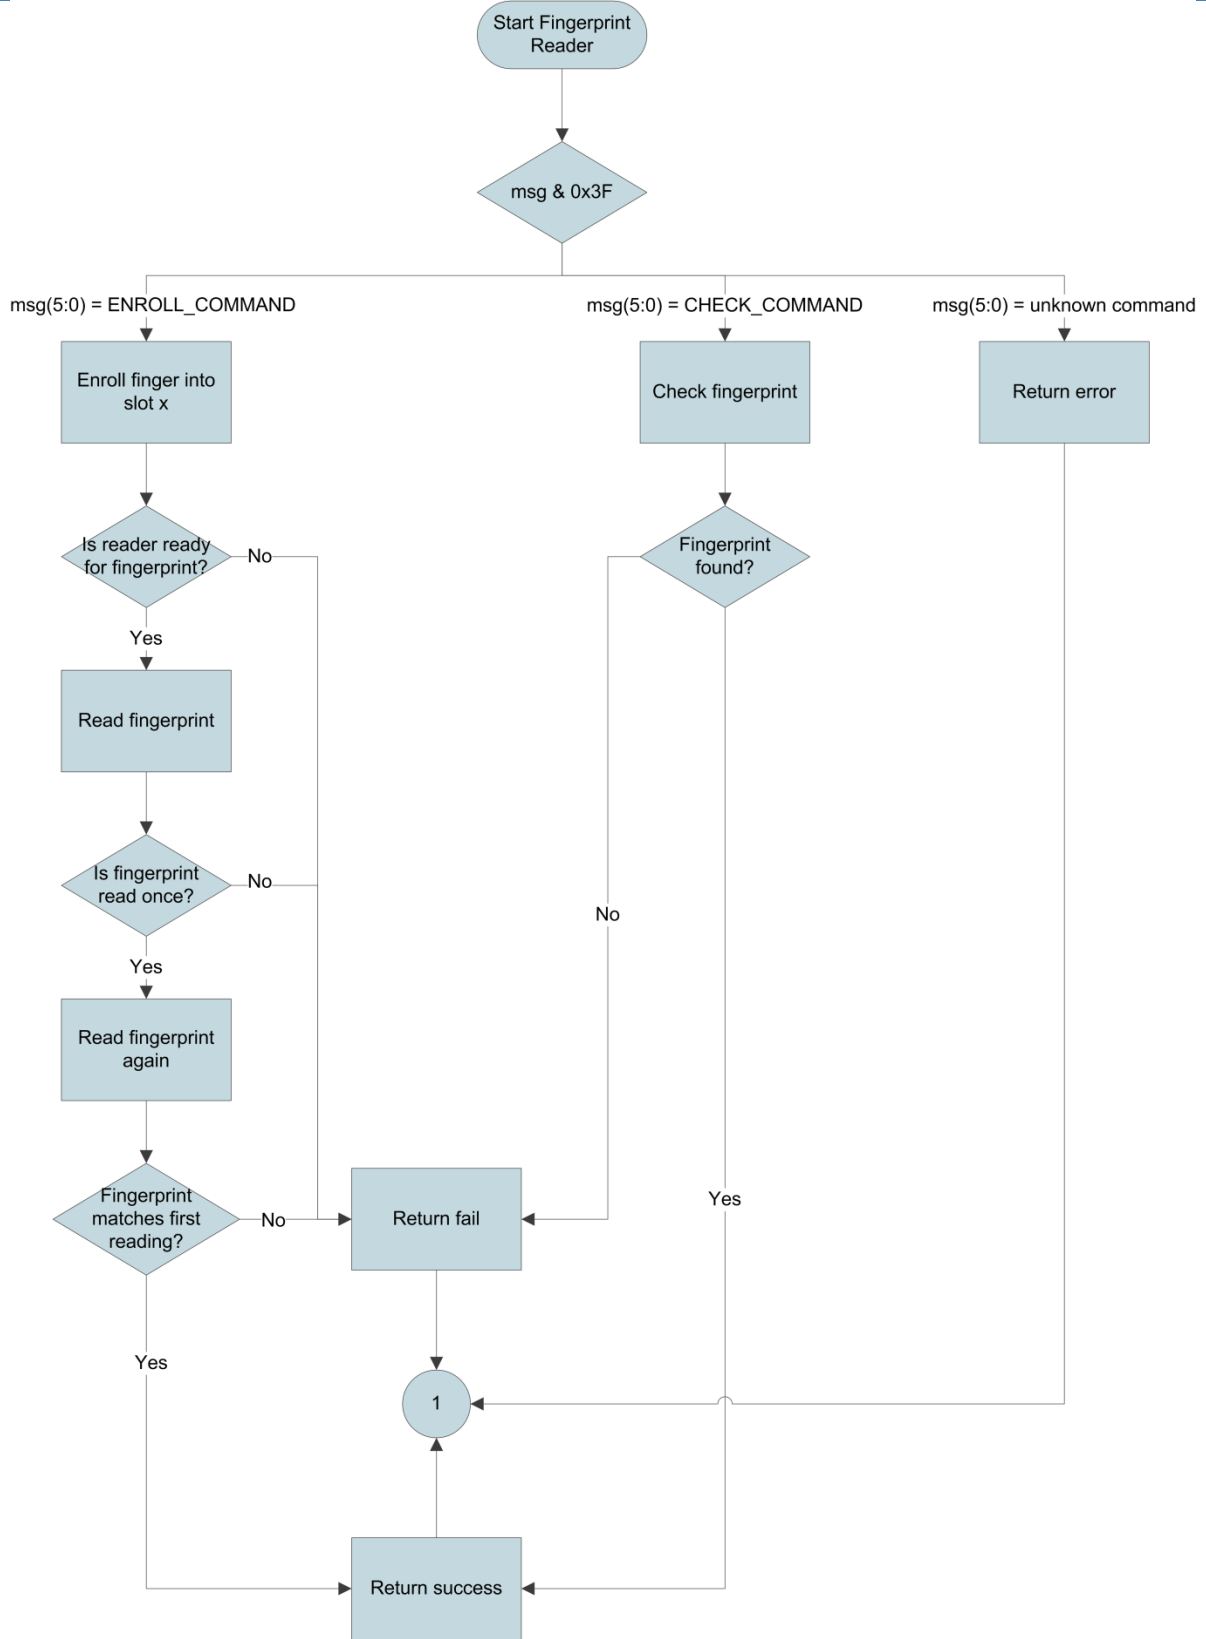 Start Fingerprint
Reader
msg & 0x3F
msg(5:0) = ENROLL_COMMAND
msg(5:0) = CHECK_COMMAND
msg(5:0) = unknown command
Enroll finger into
slot x
Check fingerprint
Return error
Is reader ready
for fingerprint?
No
Fingerprint
found?
Yes
Read fingerprint
Is fingerprint
read once?
No
No
Yes
Read fingerprint
again
Fingerprint
matches first
reading?
No
Return fail
Yes
Yes
1
Return success